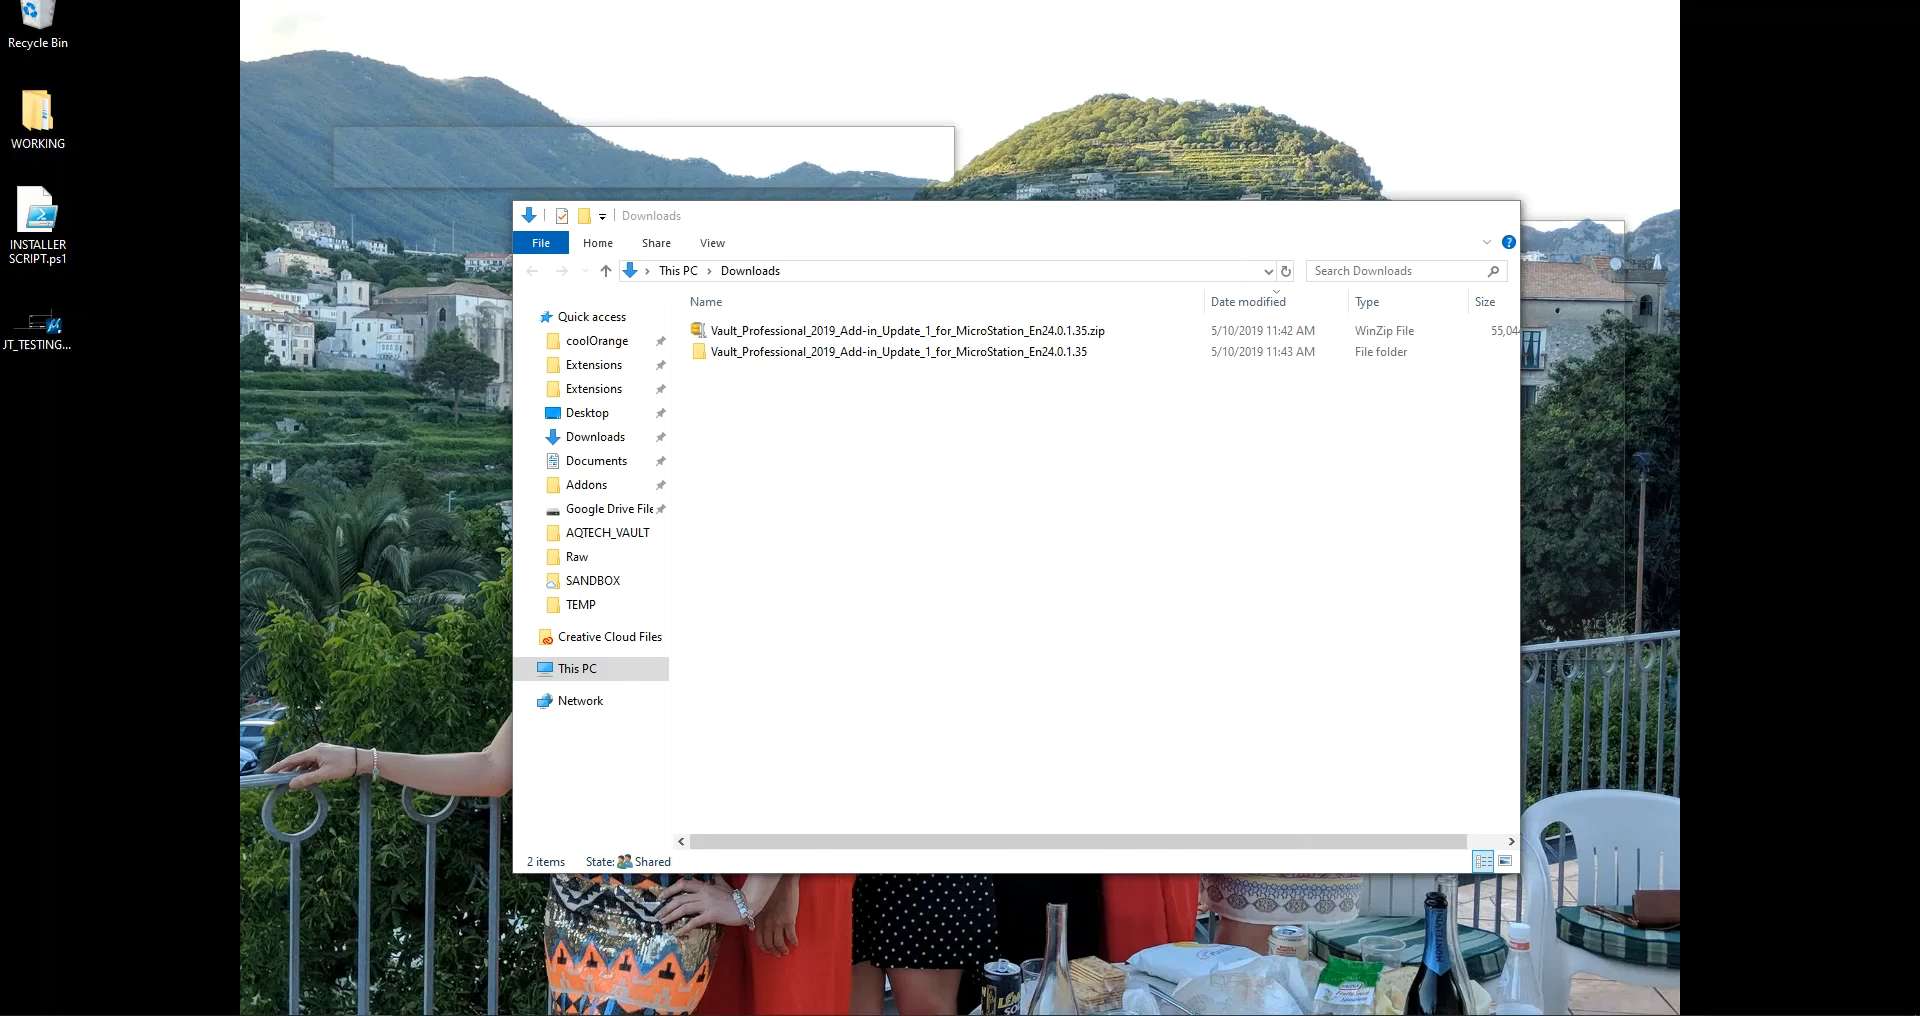 Recycle Bin
WORKING
INSTALLER
SCRIPT.ps1
JT_TESTING...
Downloads
File Home Share View
This PC Downloads
Search Downloads
Name Date modified Type Size
Vault_Professional_2019_Add-in_Update_1_for_MicroStation_En24.0.1.35.zip 5/10/2019 11:42 AM WinZip File 55,044
Vault_Professional_2019_Add-in_Update_1_for_MicroStation_En24.0.1.35 5/10/2019 11:43 AM File folder
Quick access
coolOrange
Extensions
Extensions
Desktop
Downloads
Documents
Addons
Google Drive File
AQTECH_VAULT
Raw
SANDBOX
TEMP
Creative Cloud Files
This PC
Network
2 items State: Shared